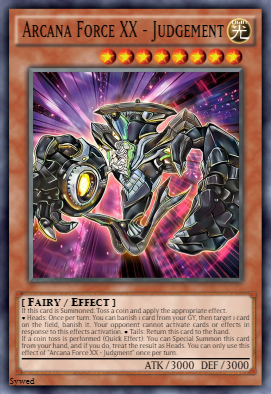 Arcana Force XX - Judgement
光
[ Fairy / Effect ]
If this card is Summoned: Toss a coin and apply the appropriate effect.
● Heads: Once per turn: You can banish 1 card from your GY, then target 1 card
on the field, banish it. Your opponent cannot activate cards or effects in
response to this effects activation. ● Tails: Return this card to the hand.
If a coin toss is performed (Quick Effect): You can Special Summon this card
from your hand, and if you do, treat the result as Heads. You can only use this
effect of "Arcana Force XX - Judgment" once per turn.
ATK / 3000 DEF / 3000